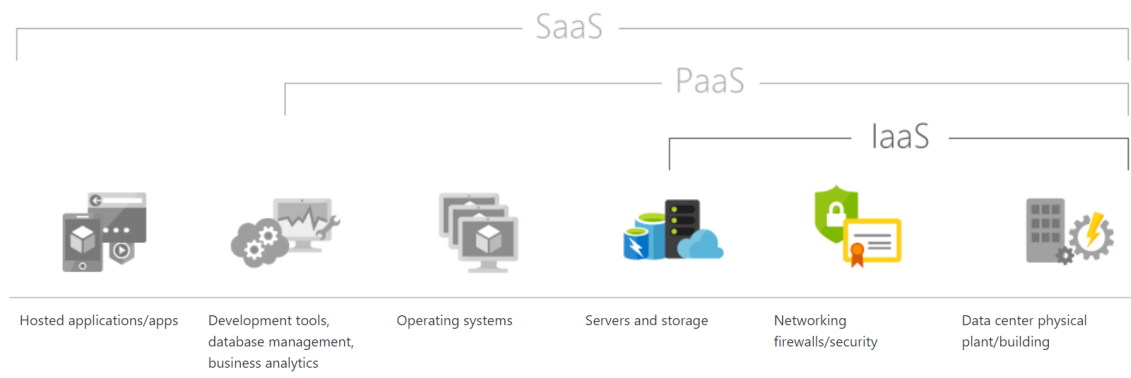 SaaS
PaaS
IaaS
Hosted applications/apps
Development tools,
database management,
business analytics
Operating systems
Servers and storage
Networking
firewalls/security
Data center physical
plant/building